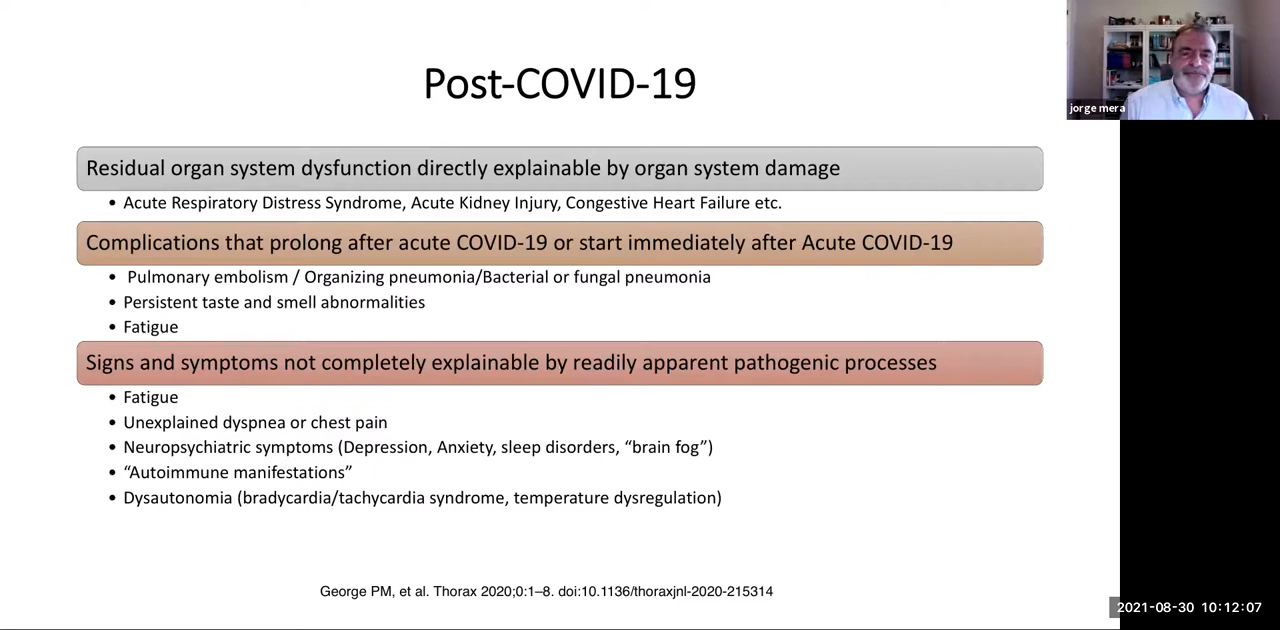 Post-COVID-19
jorge mera
Residual organ system dysfunction directly explainable by organ system damage
• Acute Respiratory Distress Syndrome, Acute Kidney Injury, Congestive Heart Failure etc.
Complications that prolong after acute COVID-19 or start immediately after Acute COVID-19
• Pulmonary embolism / Organizing pneumonia/Bacterial or fungal pneumonia
• Persistent taste and smell abnormalities
• Fatigue
Signs and symptoms not completely explainable by readily apparent pathogenic processes
• Fatigue
• Unexplained dyspnea or chest pain
• Neuropsychiatric symptoms (Depression, Anxiety, sleep disorders, “brain fog”)
• “Autoimmune manifestations”
• Dysautonomia (bradycardia/tachycardia syndrome, temperature dysregulation)
George PM, et al. Thorax 2020;0:1–8. doi:10.1136/thoraxjnl-2020-215314
2021-08-30 10:12:07